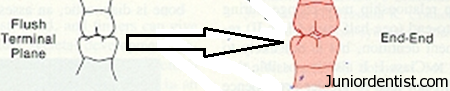 Flush
Terminal
Plane
End-End
Juniordentist.com